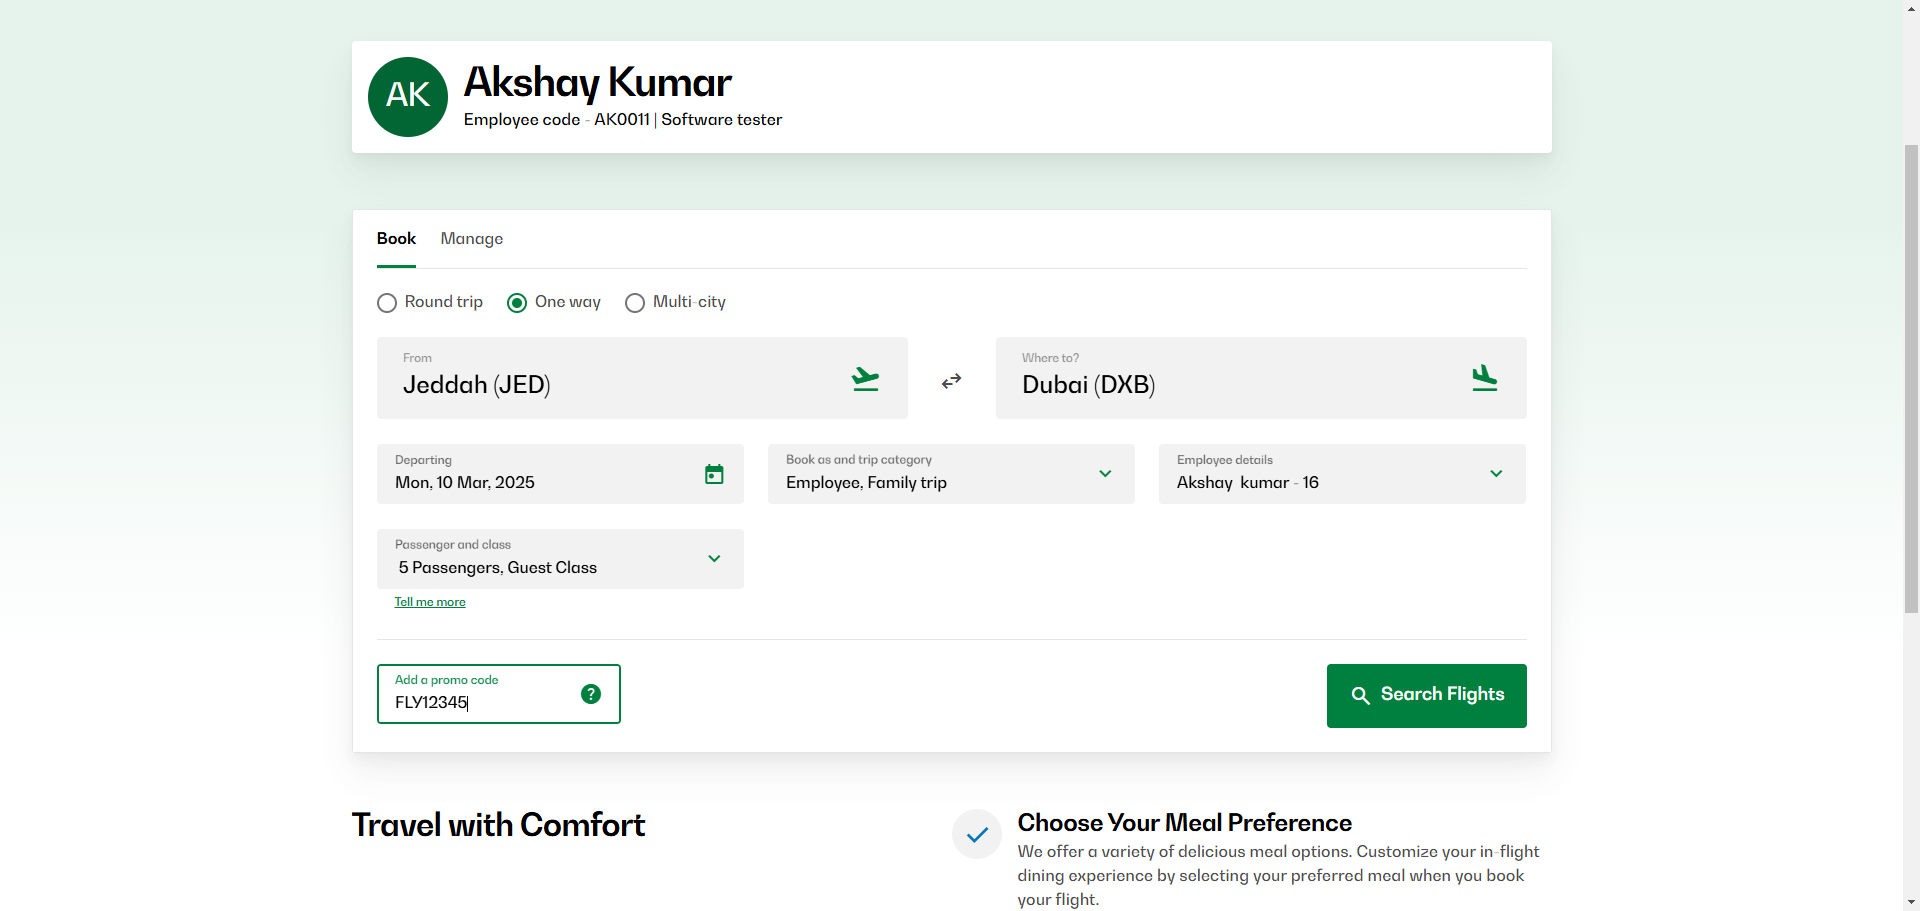 AK
Akshay Kumar
Employee code - AK0011 | Software tester
Book Manage
Round trip One way Multi-city
From
Jeddah (JED)
Where to?
Dubai (DXB)
Departing
Mon, 10 Mar, 2025
Book as and trip category
Employee, Family trip
Employee details
Akshay  kumar - 16
Passenger and class
5 Passengers, Guest Class
Tell me more
Add a promo code
FLY12345
?
Search Flights
Travel with Comfort
Choose Your Meal Preference
We offer a variety of delicious meal options. Customize your in-flight
dining experience by selecting your preferred meal when you book
your flight.